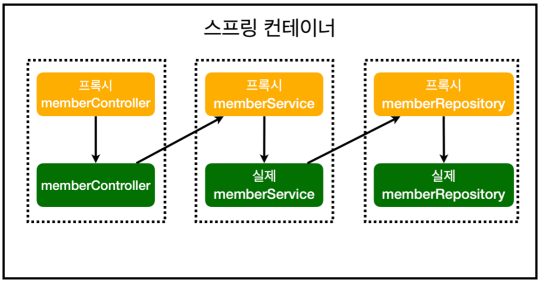 스프링 컨테이너
프록시
memberController
프록시
memberService
프록시
memberRepository
memberController
실제
memberService
실제
memberRepository